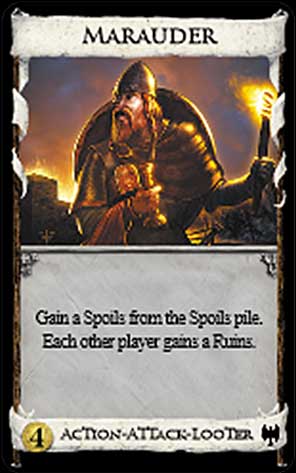 MARAUDER
Gain a Spoils from the Spoils pile.
Each other player gains a Ruins.
4 ACTION-ATTACK-LOOTER